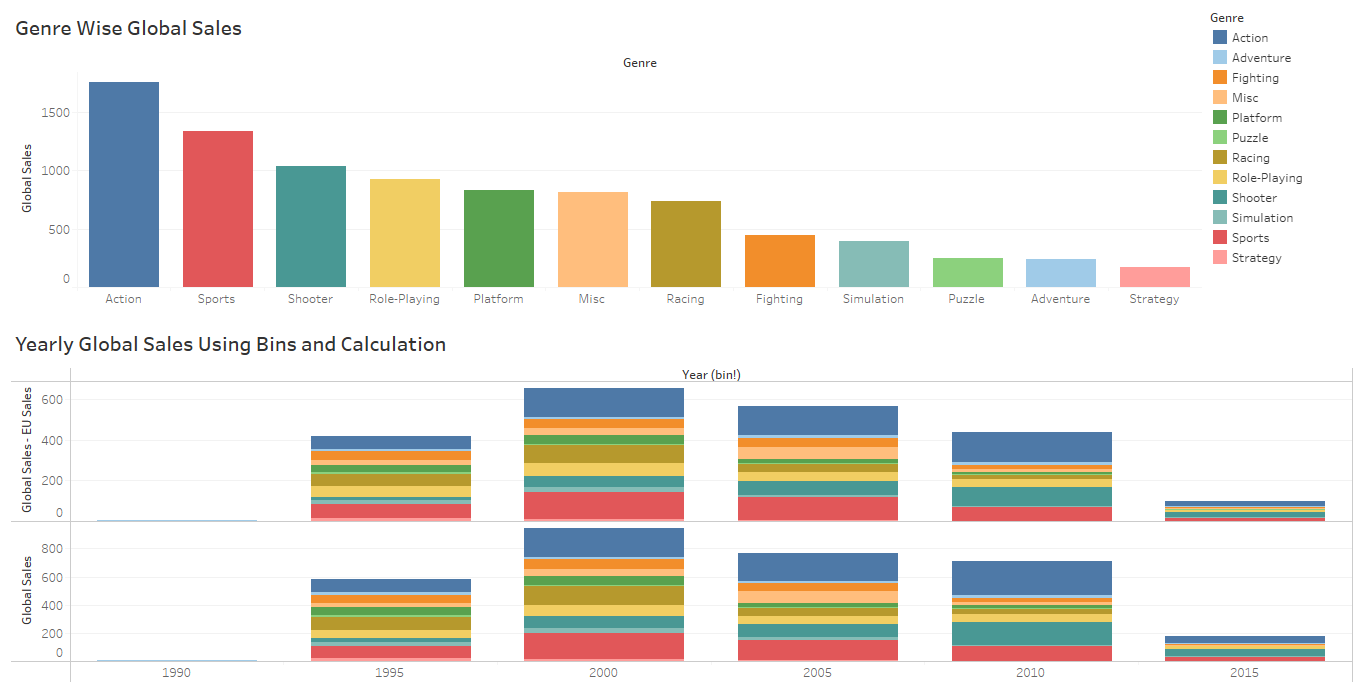 Genre Wise Global Sales
Genre
Global Sales
1500
1000
500
0
Action
Sports
Shooter
Role-Playing
Platform
Misc
Racing
Fighting
Simulation
Puzzle
Adventure
Strategy
Genre
Action
Adventure
Fighting
Misc
Platform
Puzzle
Racing
Role-Playing
Shooter
Simulation
Sports
Strategy
Yearly Global Sales Using Bins and Calculation
Year (bin!)
Global Sales - EU Sales
600
400
200
0
Global Sales
800
600
400
200
0
1990
1995
2000
2005
2010
2015